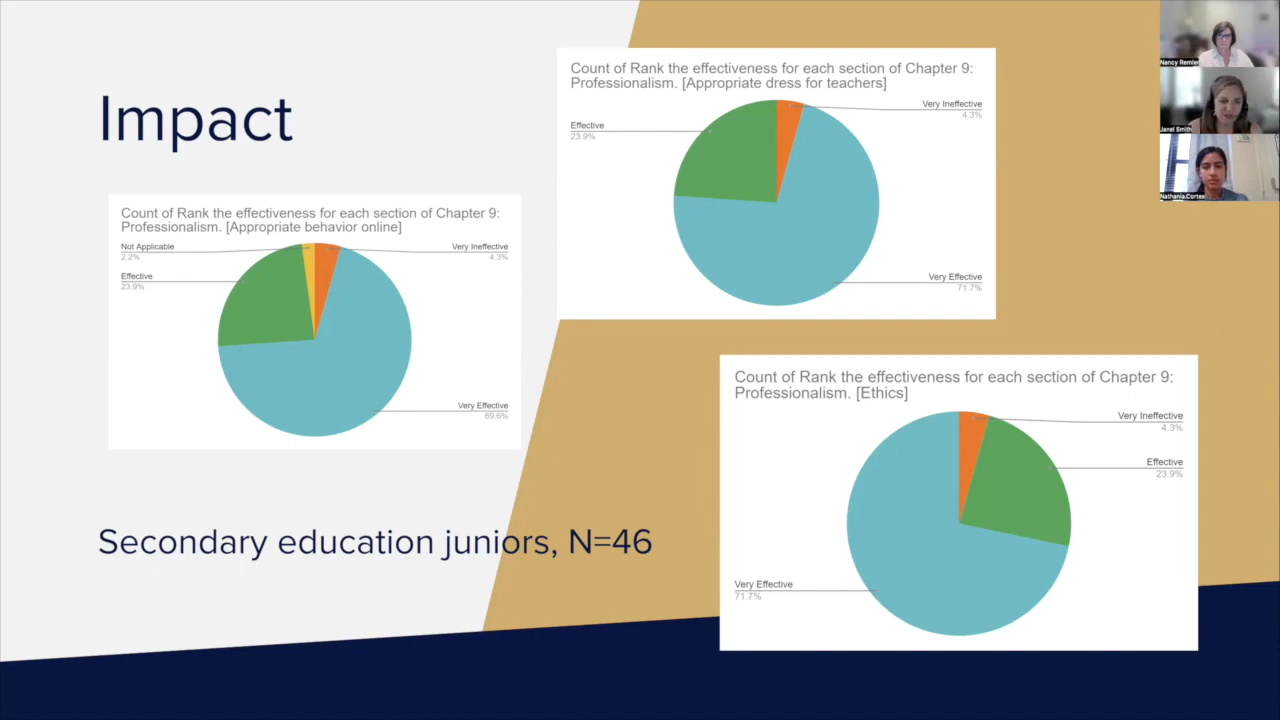 Impact
Count of Rank the effectiveness for each section of Chapter 9:
Professionalism. [Appropriate behavior online]
Not Applicable
2.2%
Very Ineffective
4.3%
Effective
23.9%
Very Effective
69.6%
Count of Rank the effectiveness for each section of Chapter 9:
Professionalism. [Appropriate dress for teachers]
Very Ineffective
4.3%
Effective
23.9%
Very Effective
71.7%
Count of Rank the effectiveness for each section of Chapter 9:
Professionalism. [Ethics]
Very Ineffective
4.3%
Effective
23.9%
Very Effective
71.7%
Secondary education juniors, N=46
Nancy Remler
Janel Smith
Nathania Cortes